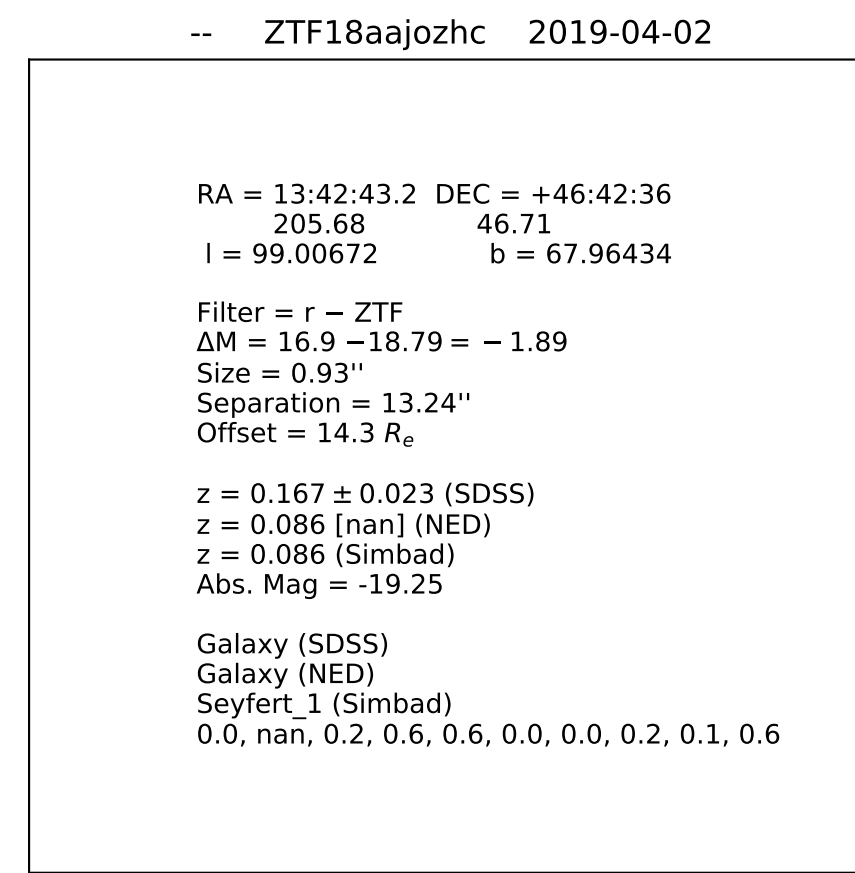 --    ZTF18aajozhc    2019-04-02
RA = 13:42:43.2  DEC = +46:42:36
205.68    46.71
l = 99.00672    b = 67.96434
Filter = r − ZTF
ΔM = 16.9 −18.79 = − 1.89
Size = 0.93''
Separation = 13.24''
Offset = 14.3 Rₑ
z = 0.167 ± 0.023 (SDSS)
z = 0.086 [nan] (NED)
z = 0.086 (Simbad)
Abs. Mag = -19.25
Galaxy (SDSS)
Galaxy (NED)
Seyfert_1 (Simbad)
0.0, nan, 0.2, 0.6, 0.6, 0.0, 0.0, 0.2, 0.1, 0.6